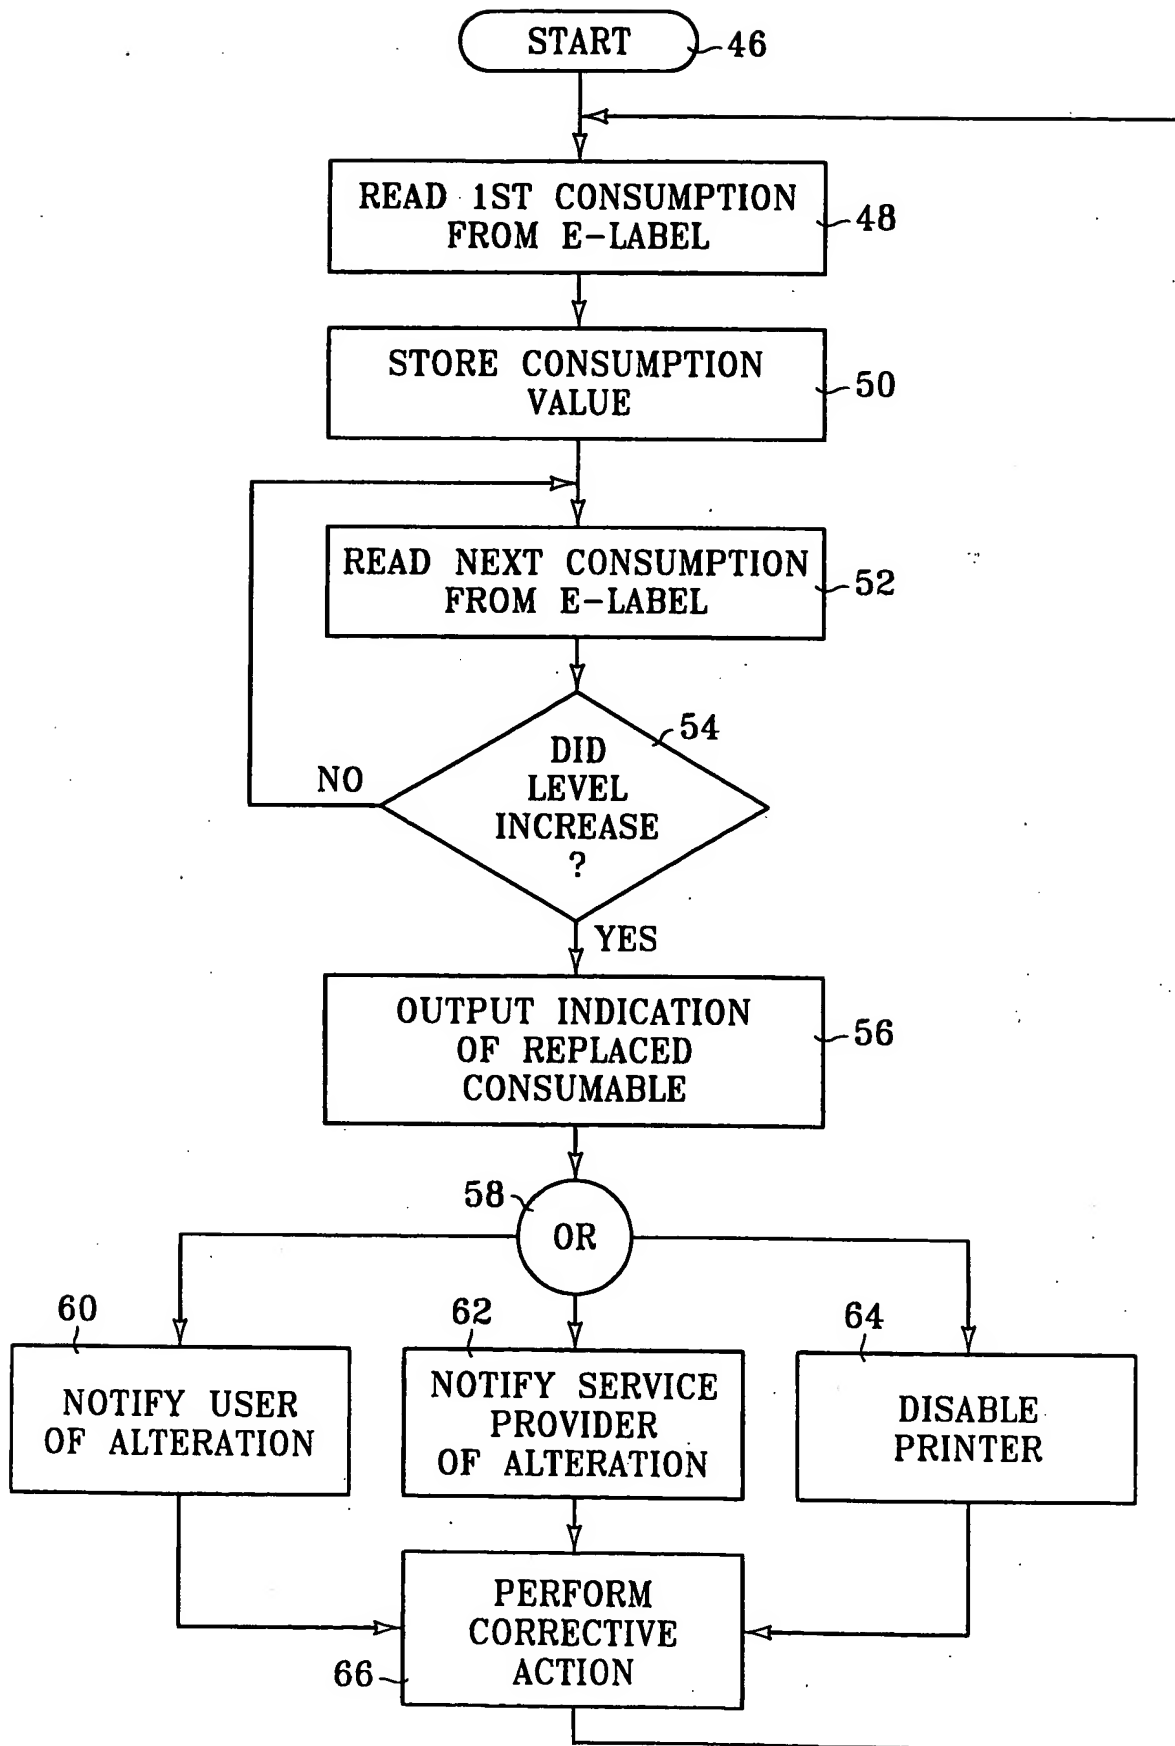 START
46
READ 1ST CONSUMPTION
FROM E-LABEL
48
STORE CONSUMPTION
VALUE
50
READ NEXT CONSUMPTION
FROM E-LABEL
52
54
DID
LEVEL
INCREASE
?
NO
YES
OUTPUT INDICATION
OF REPLACED
CONSUMABLE
56
58
OR
60
NOTIFY USER
OF ALTERATION
62
NOTIFY SERVICE
PROVIDER
OF ALTERATION
64
DISABLE
PRINTER
PERFORM
CORRECTIVE
ACTION
66